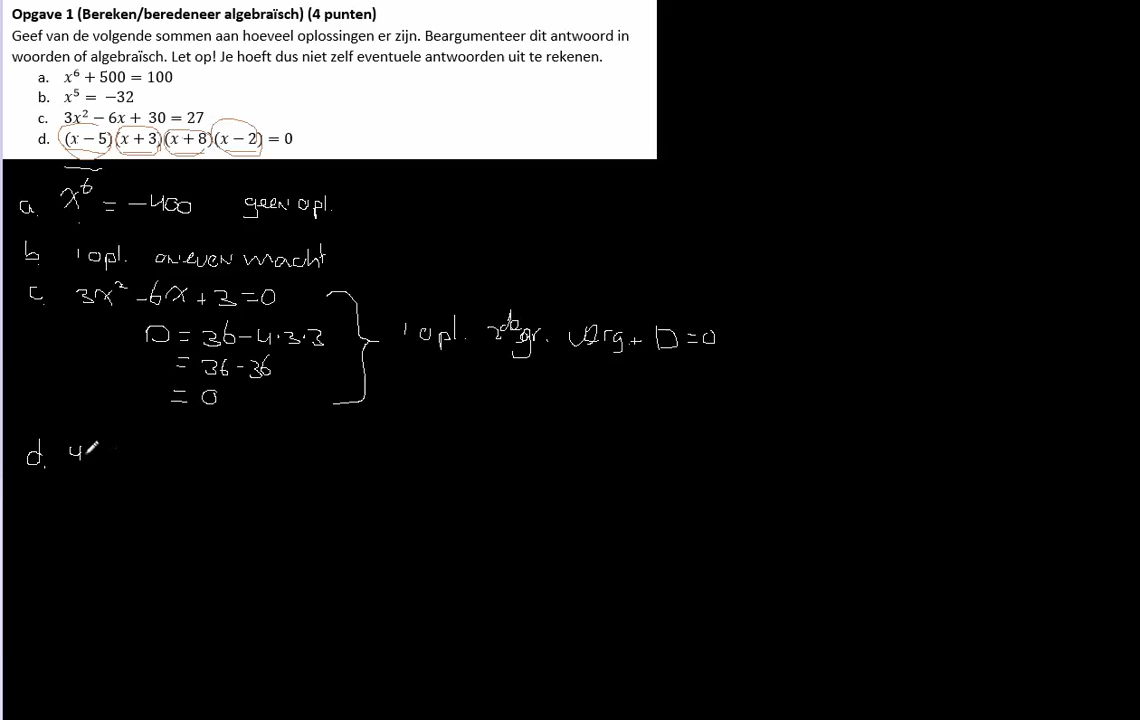 Opgave 1 (Bereken/beredeneer algebraïsch) (4 punten)
Geef van de volgende sommen aan hoeveel oplossingen er zijn. Beargumenteer dit antwoord in
woorden of algebraïsch. Let op! Je hoeft dus niet zelf eventuele antwoorden uit te rekenen.
a. x⁶ + 500 = 100
b. x⁵ = −32
c. 3x² − 6x + 30 = 27
d. (x − 5)(x + 3)(x + 8)(x − 2) = 0
a. x⁶ = −400 geen opl.
b. 1 opl. oneven macht
c. 3x² − 6x + 3 = 0
D = 36 − 4·3·3
= 36 − 36
= 0
1 opl. 2de gr. verg + D = 0
d. 4